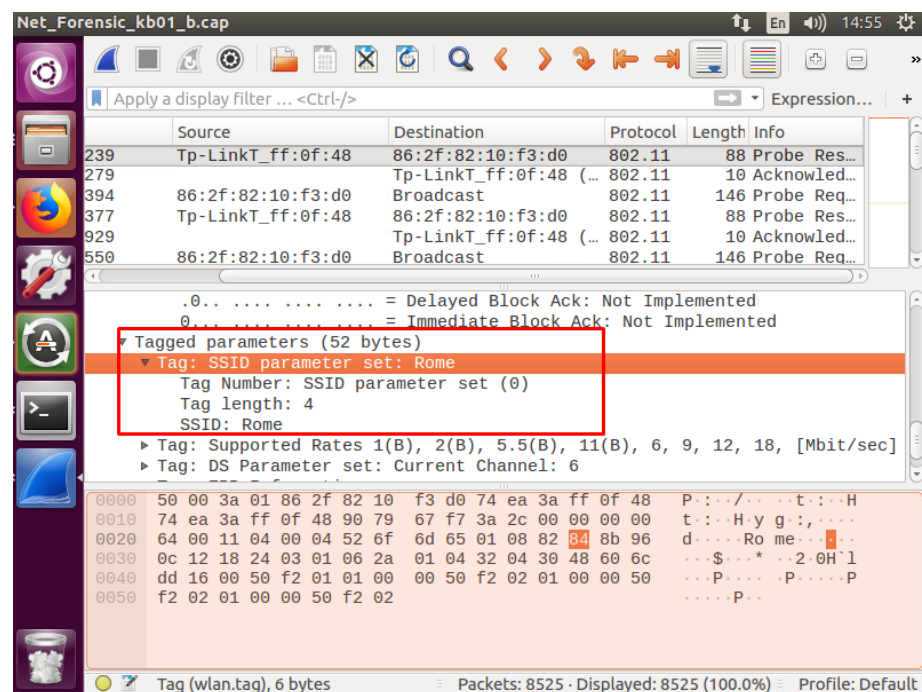 Net_Forensic_kb01_b.cap En 14:55
Apply a display filter … <Ctrl-/> Expression… +
Source Destination Protocol Length Info
239 Tp-LinkT_ff:0f:48 86:2f:82:10:f3:d0 802.11 88 Probe Res…
279 Tp-LinkT_ff:0f:48 (… 802.11 10 Acknowled…
394 86:2f:82:10:f3:d0 Broadcast 802.11 146 Probe Req…
377 Tp-LinkT_ff:0f:48 86:2f:82:10:f3:d0 802.11 88 Probe Res…
929 Tp-LinkT_ff:0f:48 (… 802.11 10 Acknowled…
550 86:2f:82:10:f3:d0 Broadcast 802.11 146 Probe Req…
.0.. .... .... .... = Delayed Block Ack: Not Implemented
0... .... .... .... = Immediate Block Ack: Not Implemented
Tagged parameters (52 bytes)
Tag: SSID parameter set: Rome
Tag Number: SSID parameter set (0)
Tag length: 4
SSID: Rome
Tag: Supported Rates 1(B), 2(B), 5.5(B), 11(B), 6, 9, 12, 18, [Mbit/sec]
Tag: DS Parameter set: Current Channel: 6
0000 50 00 3a 01 86 2f 82 10 f3 d0 74 ea 3a ff 0f 48 P·:··/·· ··t·:··H
0010 74 ea 3a ff 0f 48 90 79 67 f7 3a 2c 00 00 00 00 t·:··H·y g·:,····
0020 64 00 11 04 00 04 52 6f 6d 65 01 08 82 84 8b 96 d·····Ro me······
0030 0c 12 18 24 03 01 06 2a 01 04 32 04 30 48 60 6c ···$···* ··2·0H`l
0040 dd 16 00 50 f2 01 01 00 00 50 f2 02 01 00 00 50 ···P···· ·P·····P
0050 f2 02 01 00 00 50 f2 02 ·····P··
Tag (wlan.tag), 6 bytes Packets: 8525 · Displayed: 8525 (100.0%) Profile: Default